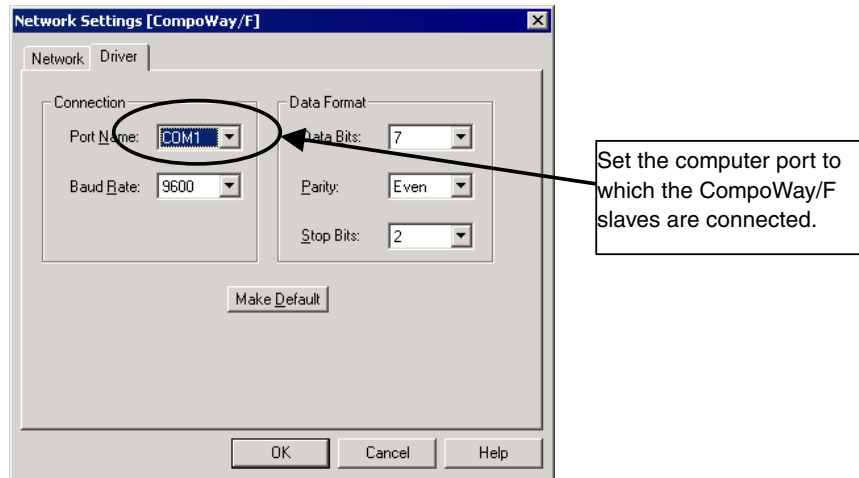 Network Settings [CompoWay/F]
Network Driver
Connection
Port Name: COM1
Baud Rate: 9600
Data Format
Data Bits: 7
Parity: Even
Stop Bits: 2
Make Default
OK Cancel Help
Set the computer port to
which the CompoWay/F
slaves are connected.